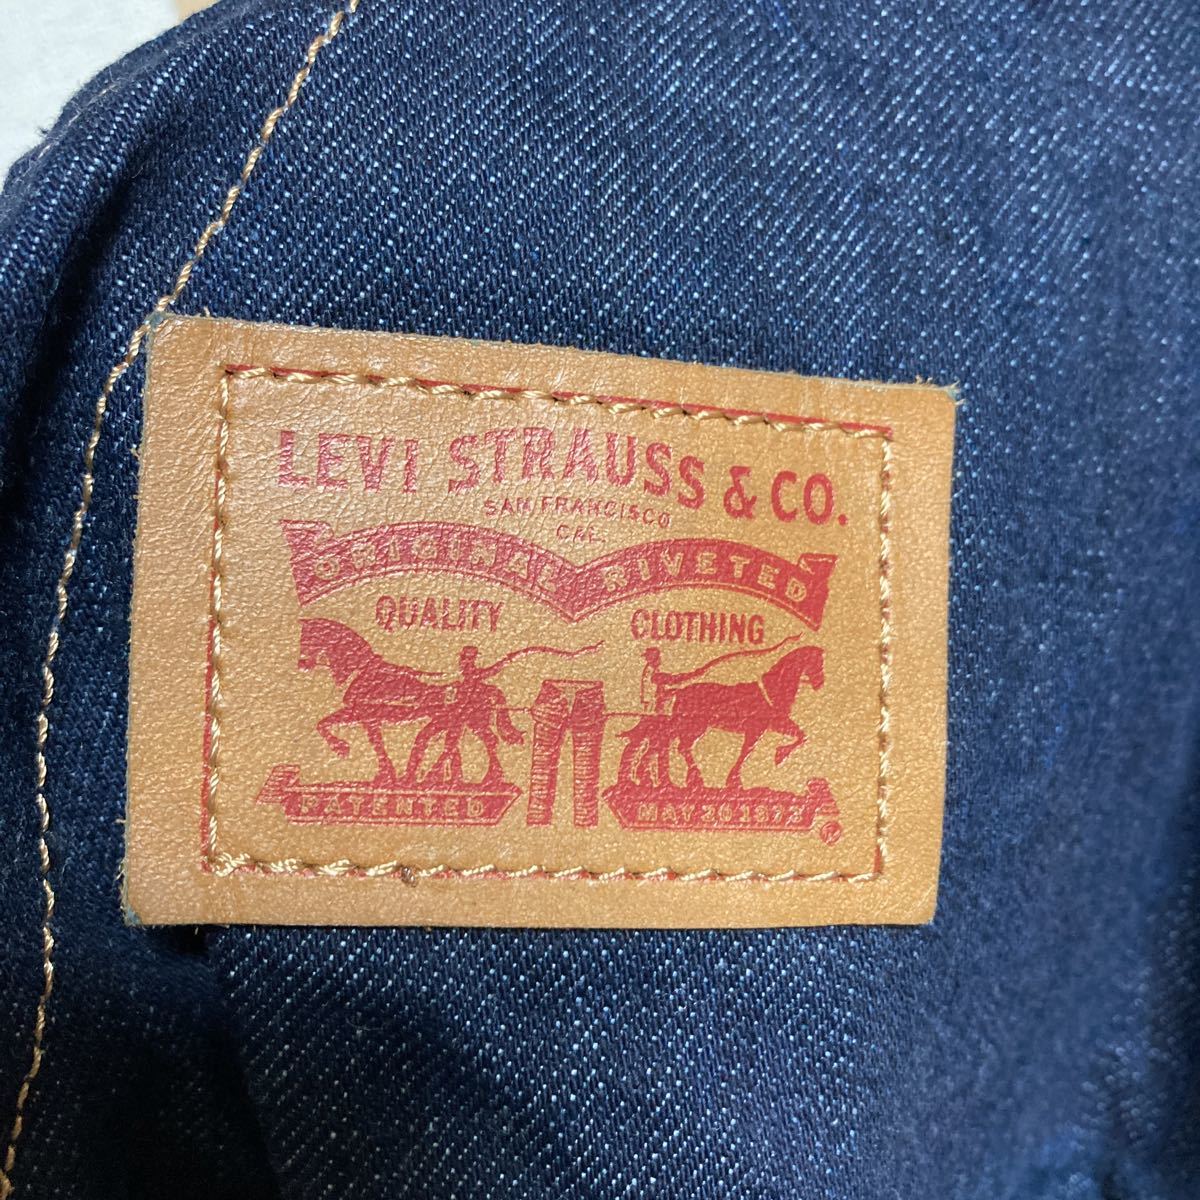 LEVI STRAUSS & CO.
SAN FRANCISCO
CAL.
ORIGINAL RIVETED
QUALITY CLOTHING
PATENTED MAY 20 1873 ®